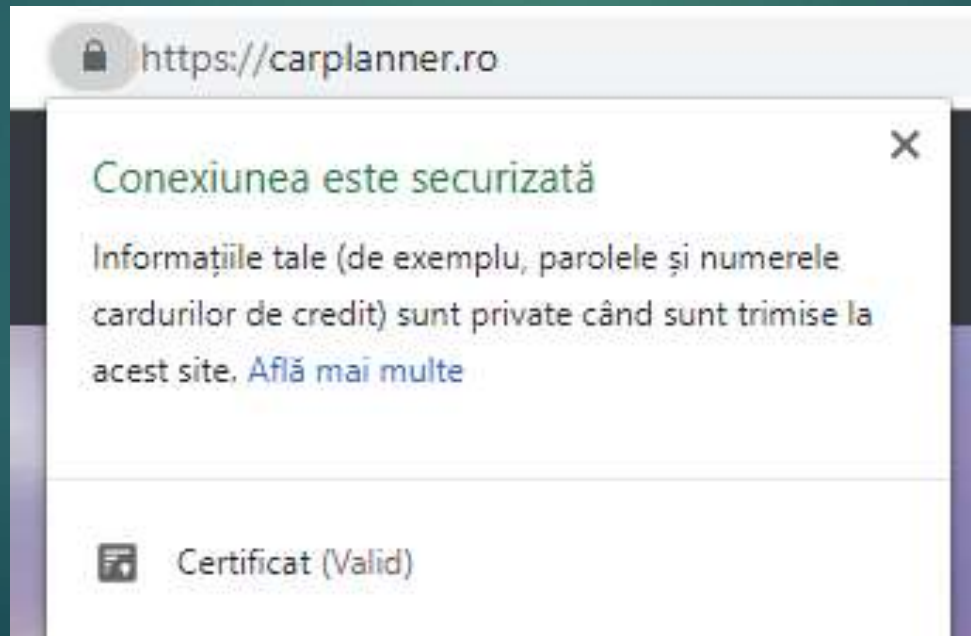 https://carplanner.ro
Conexiunea este securizată
Informațiile tale (de exemplu, parolele și numerele
cardurilor de credit) sunt private când sunt trimise la
acest site. Află mai multe
Certificat (Valid)